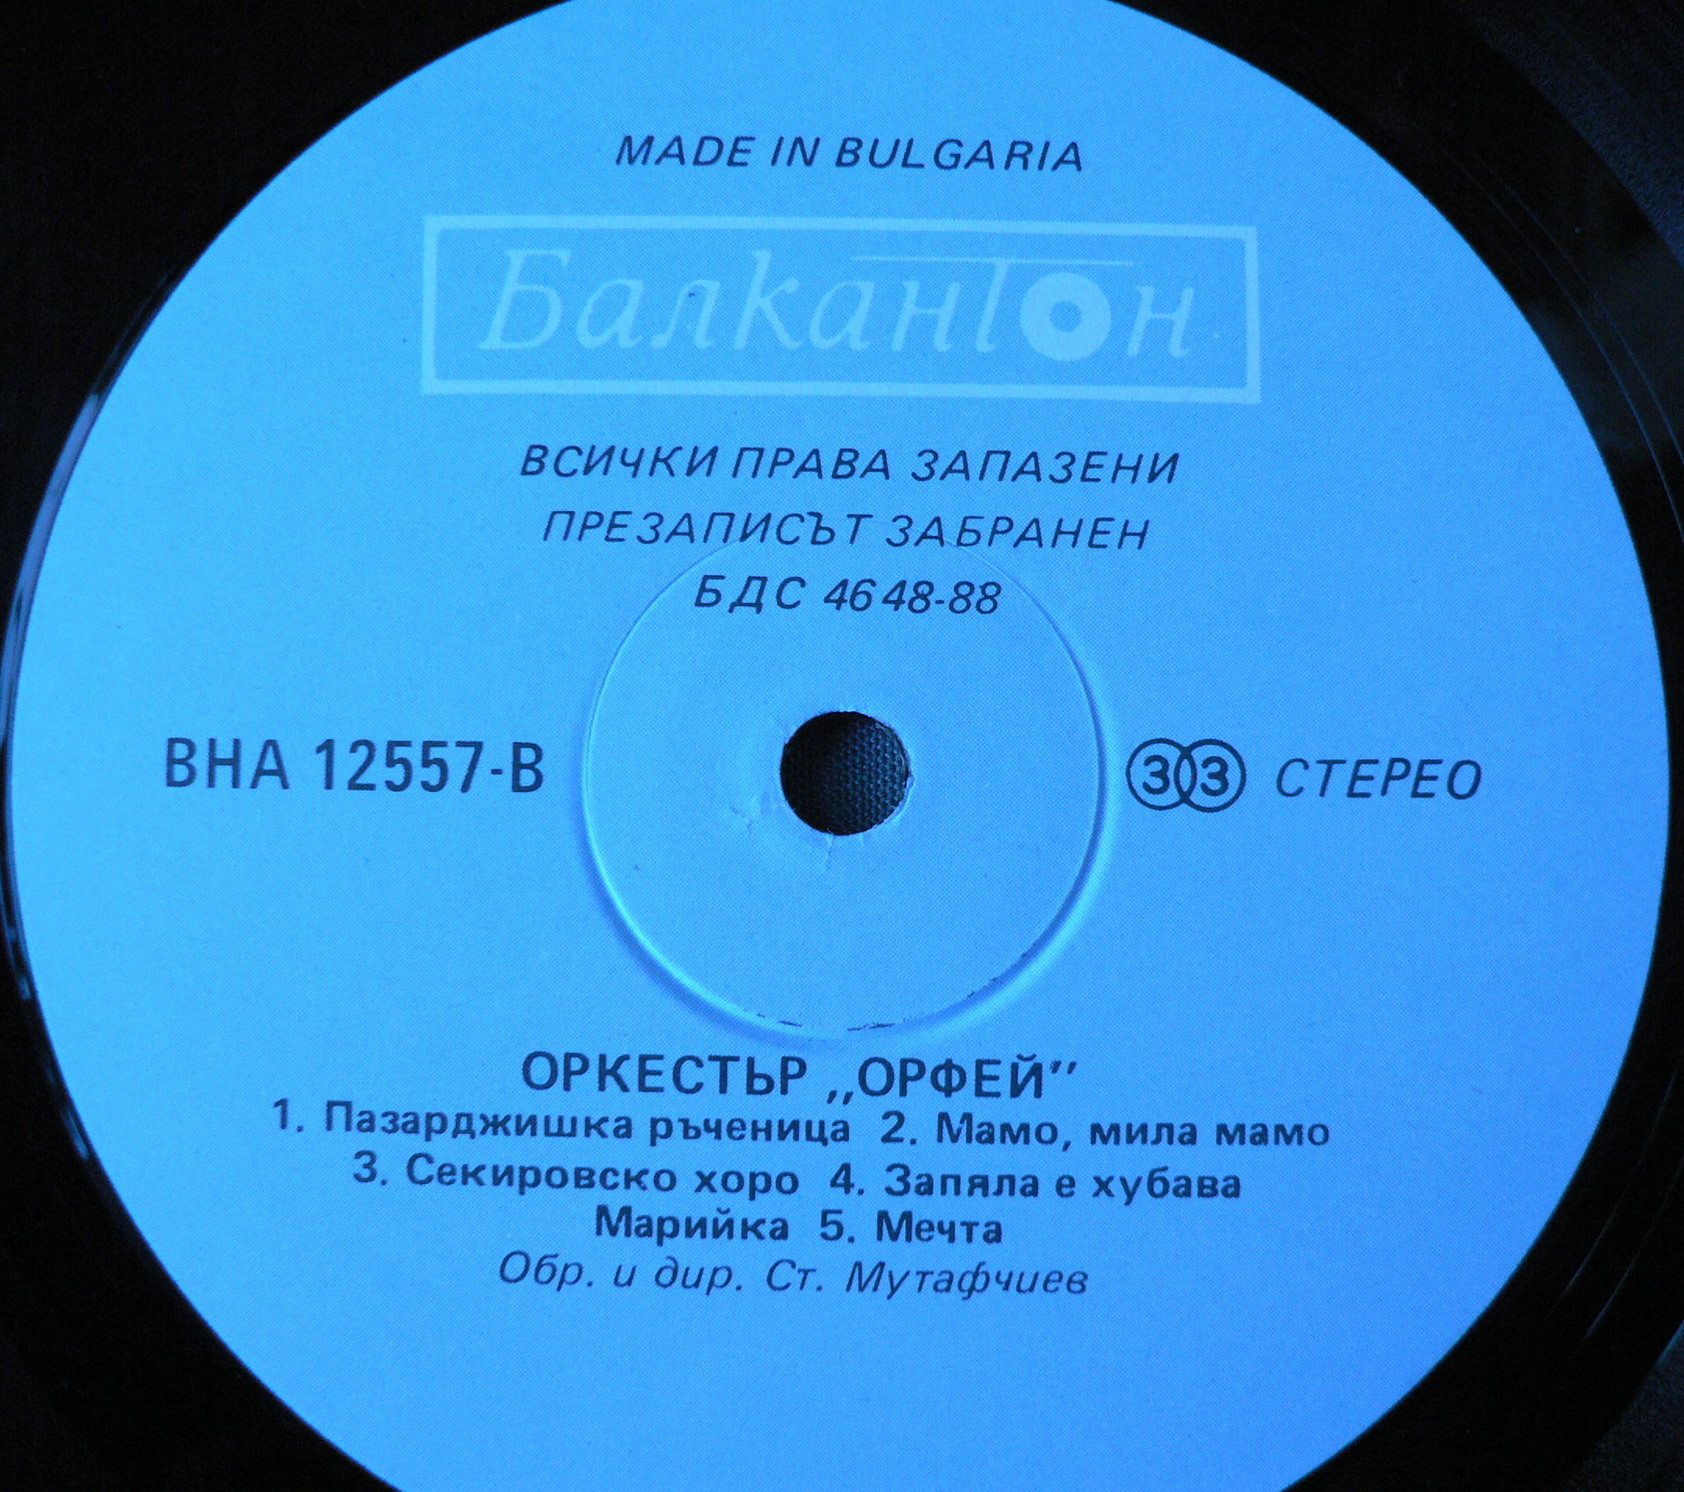 MADE IN BULGARIA
Балкантон
ВСИЧКИ ПРАВА ЗАПАЗЕНИ
ПРЕЗАПИСЪТ ЗАБРАНЕН
БДС 4648-88
ВНА 12557-В
33 СТЕРЕО
ОРКЕСТЪР „ОРФЕЙ”
1. Пазарджишка ръченица 2. Мамо, мила мамо
3. Секировско хоро 4. Запяла е хубава
Марийка 5. Мечта
Обр. и дир. Ст. Мутафчиев